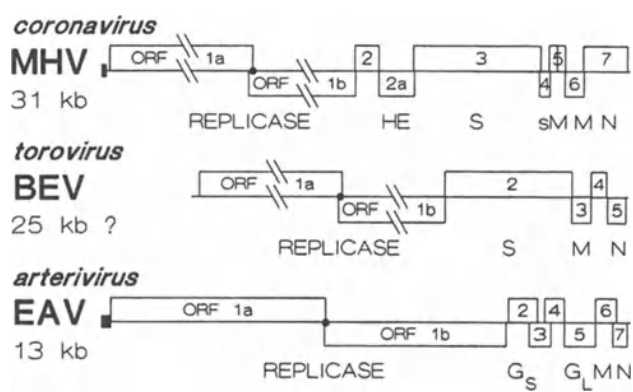 coronavirus
MHV
31 kb
ORF 1a
ORF 1b
2
2a
3
4
5
6
7
REPLICASE HE S sM M N
torovirus
BEV
25 kb ?
ORF 1a
ORF 1b
2
3
4
5
REPLICASE S M N
arterivirus
EAV
13 kb
ORF 1a
ORF 1b
2
3
4
5
6
7
REPLICASE GS GL M N